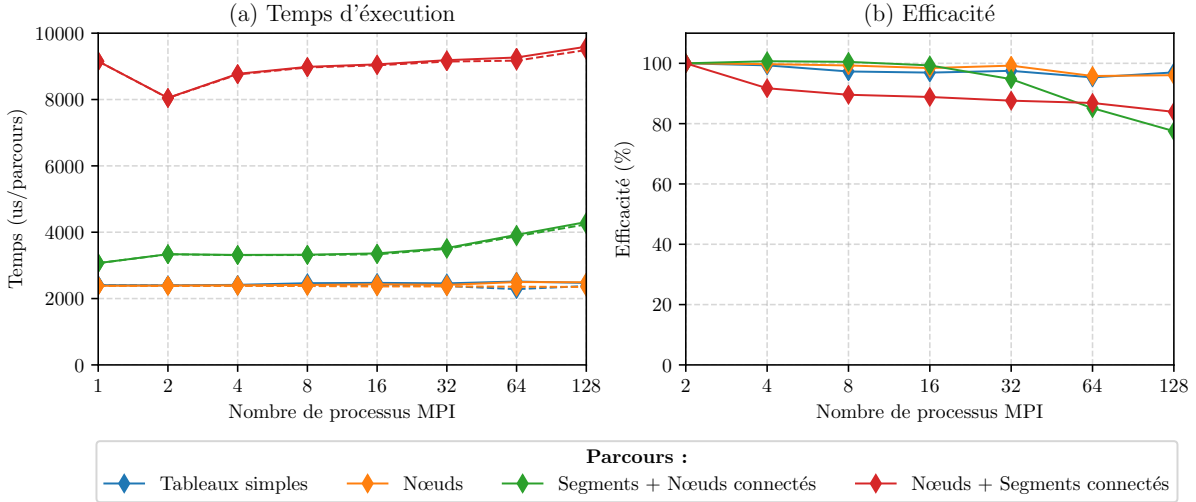 (a) Temps d'éxecution
10000
8000
6000
4000
2000
0
Temps (us/parcours)
1 2 4 8 16 32 64 128
Nombre de processus MPI
(b) Efficacité
100
80
60
40
20
0
Efficacité (%)
2 4 8 16 32 64 128
Nombre de processus MPI
Parcours :
Tableaux simples Nœuds Segments + Nœuds connectés Nœuds + Segments connectés